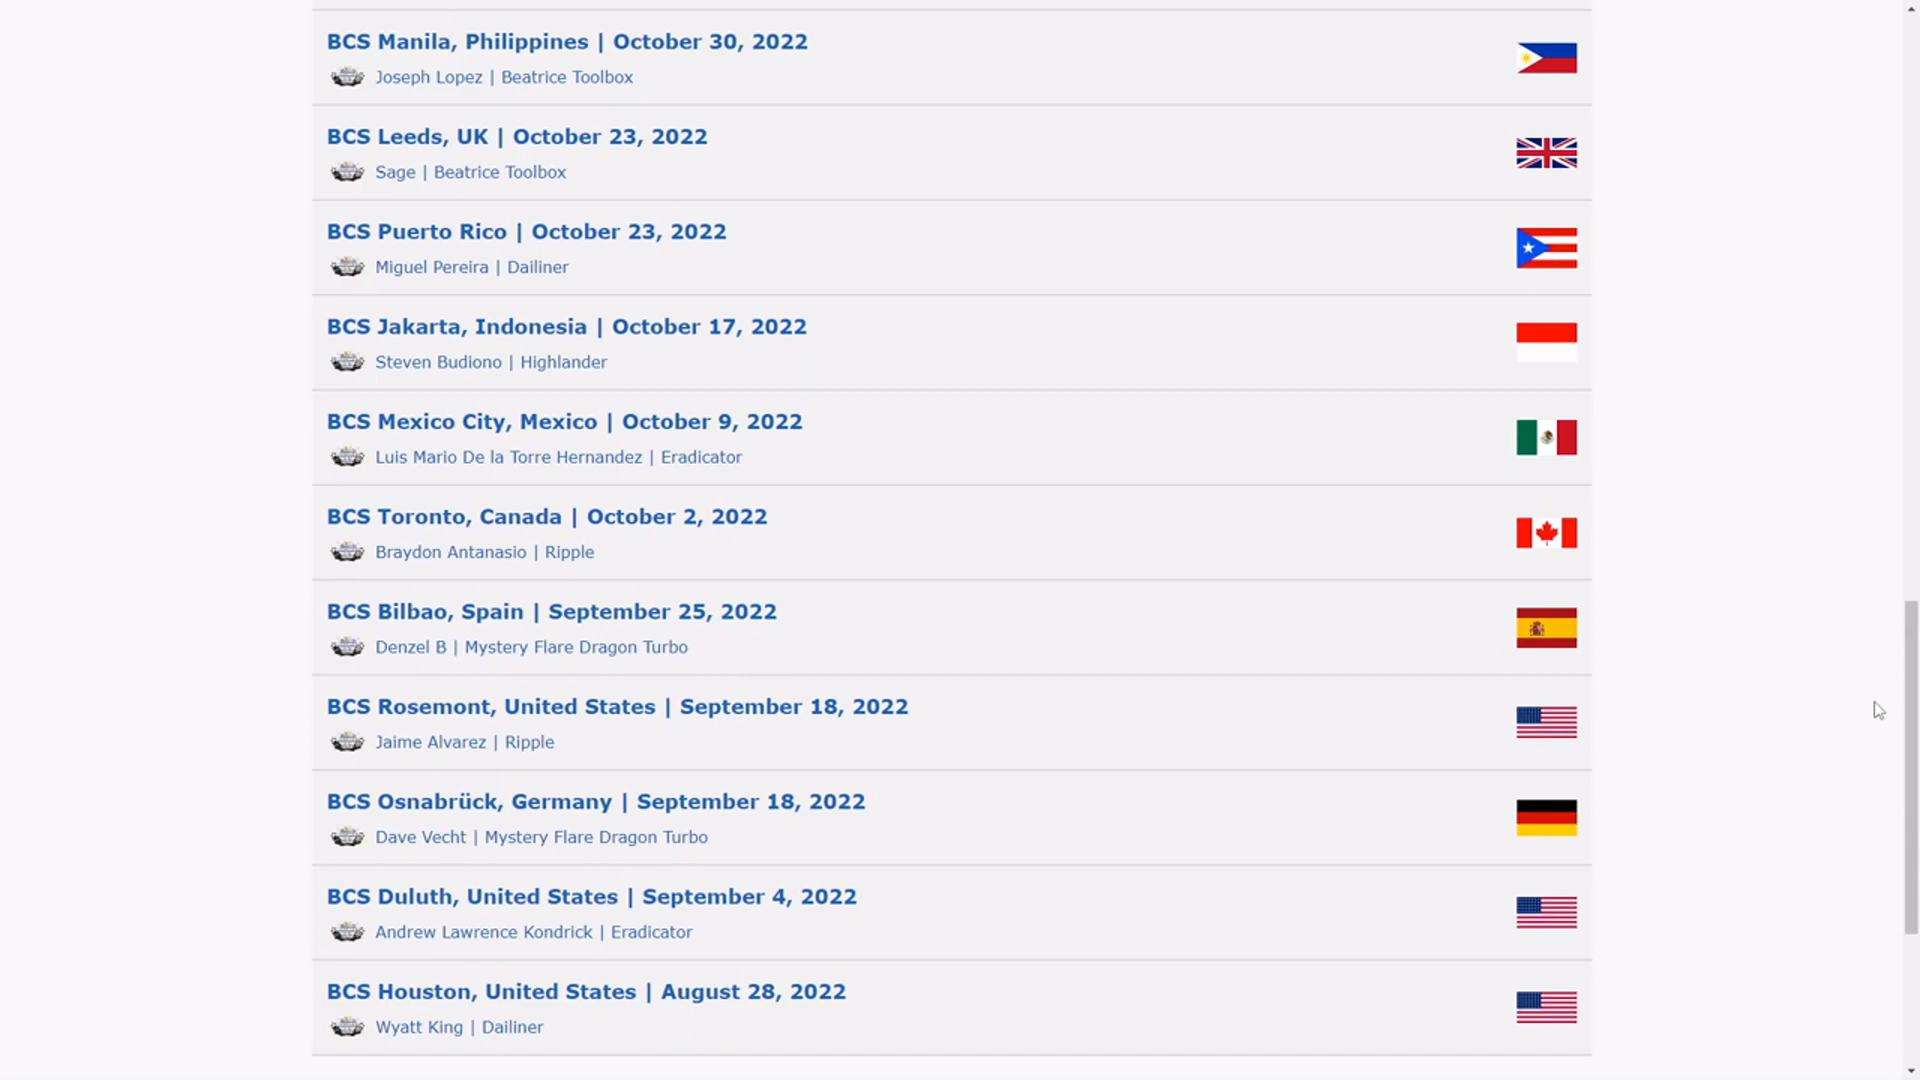 BCS Manila, Philippines | October 30, 2022
Joseph Lopez | Beatrice Toolbox
BCS Leeds, UK | October 23, 2022
Sage | Beatrice Toolbox
BCS Puerto Rico | October 23, 2022
Miguel Pereira | Dailiner
BCS Jakarta, Indonesia | October 17, 2022
Steven Budiono | Highlander
BCS Mexico City, Mexico | October 9, 2022
Luis Mario De la Torre Hernandez | Eradicator
BCS Toronto, Canada | October 2, 2022
Braydon Antanasio | Ripple
BCS Bilbao, Spain | September 25, 2022
Denzel B | Mystery Flare Dragon Turbo
BCS Rosemont, United States | September 18, 2022
Jaime Alvarez | Ripple
BCS Osnabrück, Germany | September 18, 2022
Dave Vecht | Mystery Flare Dragon Turbo
BCS Duluth, United States | September 4, 2022
Andrew Lawrence Kondrick | Eradicator
BCS Houston, United States | August 28, 2022
Wyatt King | Dailiner